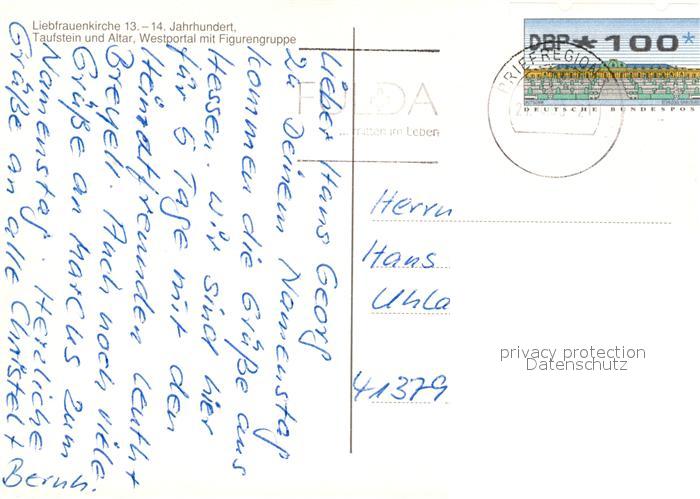 Liebfrauenkirche 13.–14. Jahrhundert,
Taufstein und Altar, Westportal mit Figurengruppe
Lieber Hans Georg
Zu Deinem Namenstag
kommen die Grüße aus
Hessen. Wir sind hier
für 5 Tage mit den
Heimatfreunden Leuth +
Breyell. Auch noch viele
Grüße an Marcus zum
Namenstag. Herzliche
Grüße an alle Christel +
Bernh.
FULDA
... mitten im Leben
BRIEFREGION
DBP *100*
DEUTSCHE BUNDESPOS
Herrn
Hans
Uhla
41379
privacy protection
Datenschutz